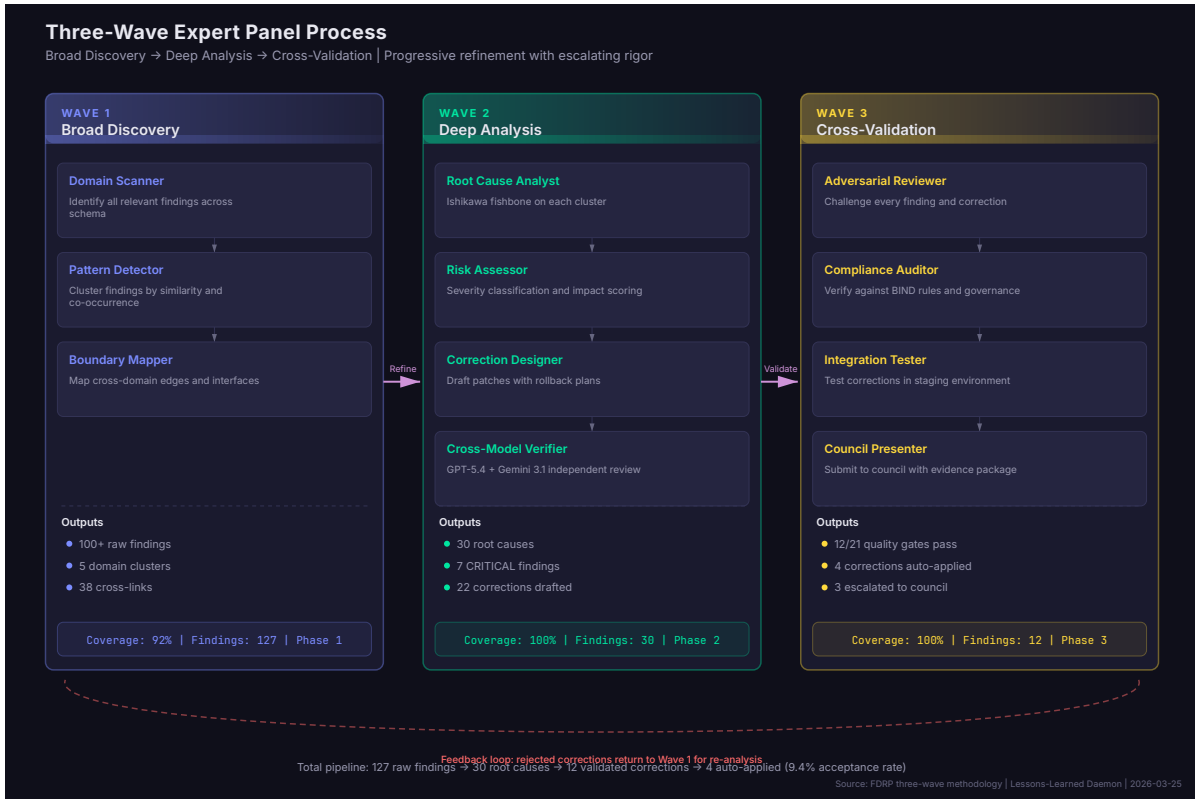 Three-Wave Expert Panel Process
Broad Discovery → Deep Analysis → Cross-Validation | Progressive refinement with escalating rigor
WAVE 1
Broad Discovery
Domain Scanner
Identify all relevant findings across
schema
Pattern Detector
Cluster findings by similarity and
co-occurrence
Boundary Mapper
Map cross-domain edges and interfaces
Outputs
100+ raw findings
5 domain clusters
38 cross-links
Coverage: 92% | Findings: 127 | Phase 1
Refine
WAVE 2
Deep Analysis
Root Cause Analyst
Ishikawa fishbone on each cluster
Risk Assessor
Severity classification and impact scoring
Correction Designer
Draft patches with rollback plans
Cross-Model Verifier
GPT-5.4 + Gemini 3.1 independent review
Outputs
30 root causes
7 CRITICAL findings
22 corrections drafted
Coverage: 100% | Findings: 30 | Phase 2
Validate
WAVE 3
Cross-Validation
Adversarial Reviewer
Challenge every finding and correction
Compliance Auditor
Verify against BIND rules and governance
Integration Tester
Test corrections in staging environment
Council Presenter
Submit to council with evidence package
Outputs
12/21 quality gates pass
4 corrections auto-applied
3 escalated to council
Coverage: 100% | Findings: 12 | Phase 3
Feedback loop: rejected corrections return to Wave 1 for re-analysis
Total pipeline: 127 raw findings → 30 root causes → 12 validated corrections → 4 auto-applied (9.4% acceptance rate)
Source: FDRP three-wave methodology | Lessons-Learned Daemon | 2026-03-25